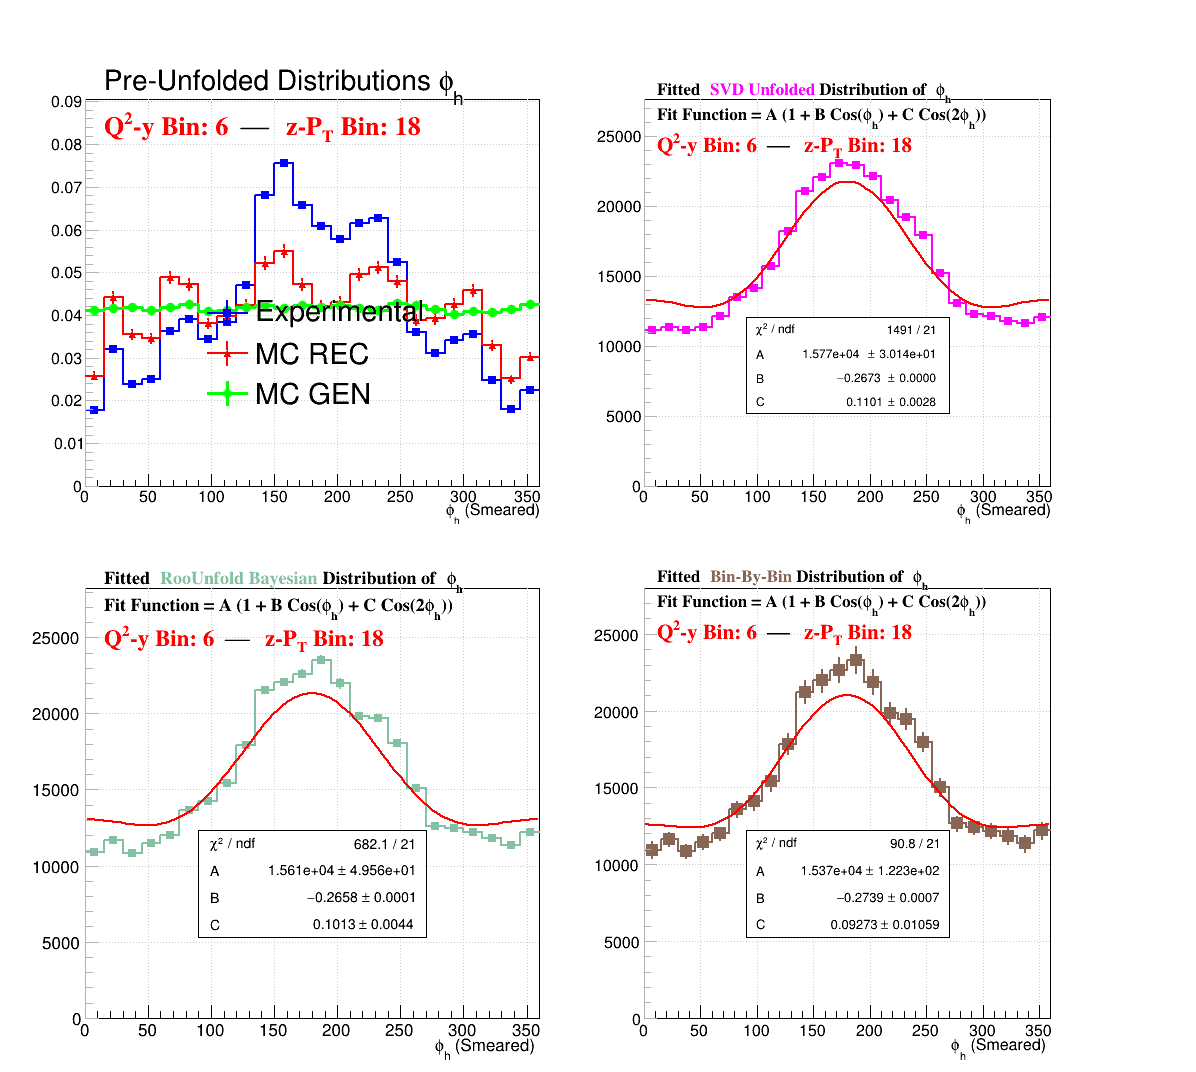 Pre-Unfolded Distributions ϕh
Q2-y Bin: 6 — z-PT Bin: 18
0.09
0.08
0.07
0.06
0.05
0.04
0.03
0.02
0.01
0
Experimental
MC REC
MC GEN
0 50 100 150 200 250 300 350
ϕh (Smeared)
Fitted SVD Unfolded Distribution of ϕh
Fit Function = A (1 + B Cos(ϕh) + C Cos(2ϕh))
Q2-y Bin: 6 — z-PT Bin: 18
25000
20000
15000
10000
5000
0
χ2 / ndf 1491 / 21
A 1.577e+04 ± 3.014e+01
B −0.2673 ± 0.0000
C 0.1101 ± 0.0028
0 50 100 150 200 250 300 350
ϕh (Smeared)
Fitted RooUnfold Bayesian Distribution of ϕh
Fit Function = A (1 + B Cos(ϕh) + C Cos(2ϕh))
Q2-y Bin: 6 — z-PT Bin: 18
25000
20000
15000
10000
5000
0
χ2 / ndf 682.1 / 21
A 1.561e+04 ± 4.956e+01
B −0.2658 ± 0.0001
C 0.1013 ± 0.0044
0 50 100 150 200 250 300 350
ϕh (Smeared)
Fitted Bin-By-Bin Distribution of ϕh
Fit Function = A (1 + B Cos(ϕh) + C Cos(2ϕh))
Q2-y Bin: 6 — z-PT Bin: 18
25000
20000
15000
10000
5000
0
χ2 / ndf 90.8 / 21
A 1.537e+04 ± 1.223e+02
B −0.2739 ± 0.0007
C 0.09273 ± 0.01059
0 50 100 150 200 250 300 350
ϕh (Smeared)